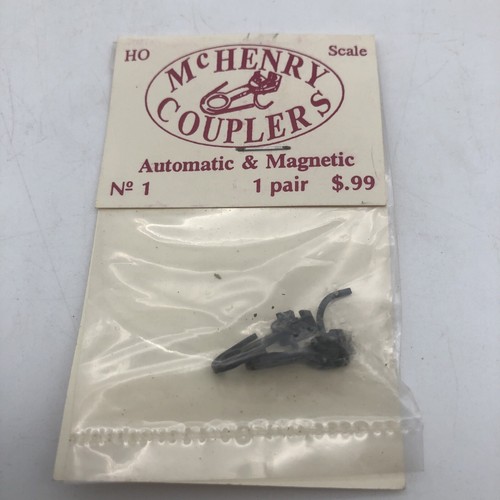 HO Scale
McHENRY
COUPLERS
Automatic & Magnetic
Nº 1 1 pair $.99